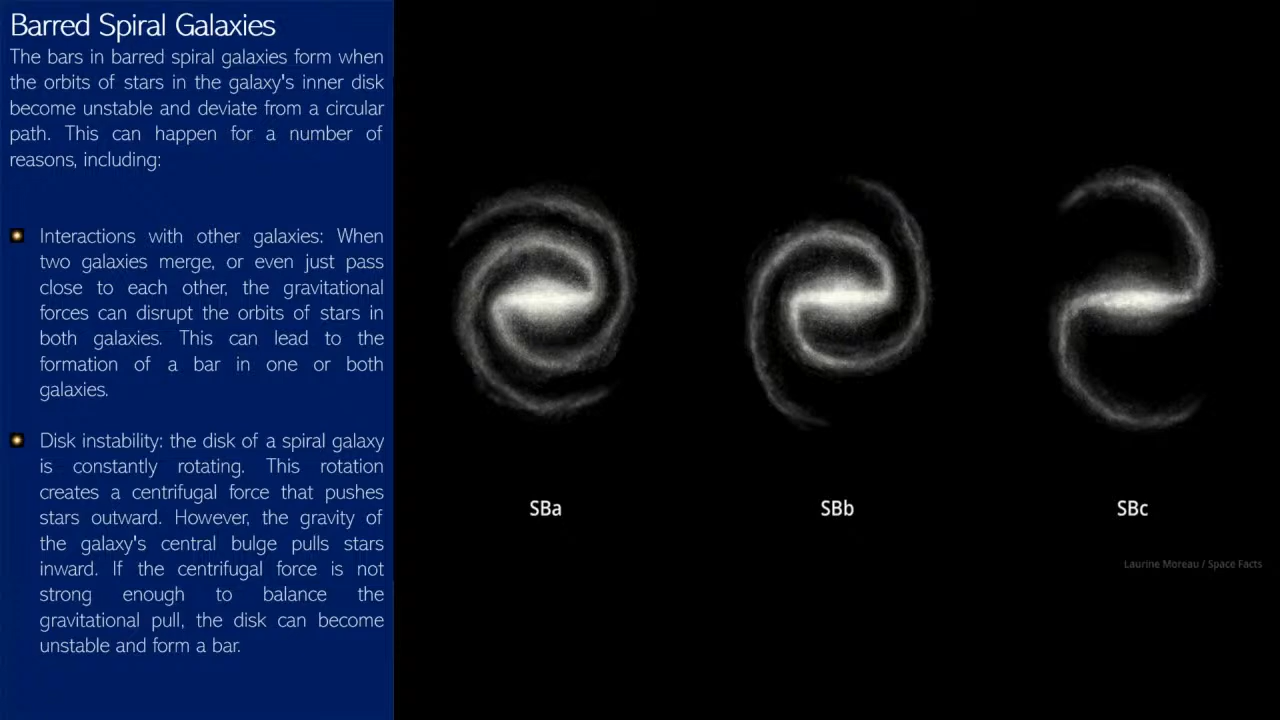 Barred Spiral Galaxies
The bars in barred spiral galaxies form when
the orbits of stars in the galaxy's inner disk
become unstable and deviate from a circular
path. This can happen for a number of
reasons, including:
Interactions with other galaxies: When
two galaxies merge, or even just pass
close to each other, the gravitational
forces can disrupt the orbits of stars in
both galaxies. This can lead to the
formation of a bar in one or both
galaxies.
Disk instability: the disk of a spiral galaxy
is constantly rotating. This rotation
creates a centrifugal force that pushes
stars outward. However, the gravity of
the galaxy's central bulge pulls stars
inward. If the centrifugal force is not
strong enough to balance the
gravitational pull, the disk can become
unstable and form a bar.
SBa
SBb
SBc
Laurine Moreau / Space Facts